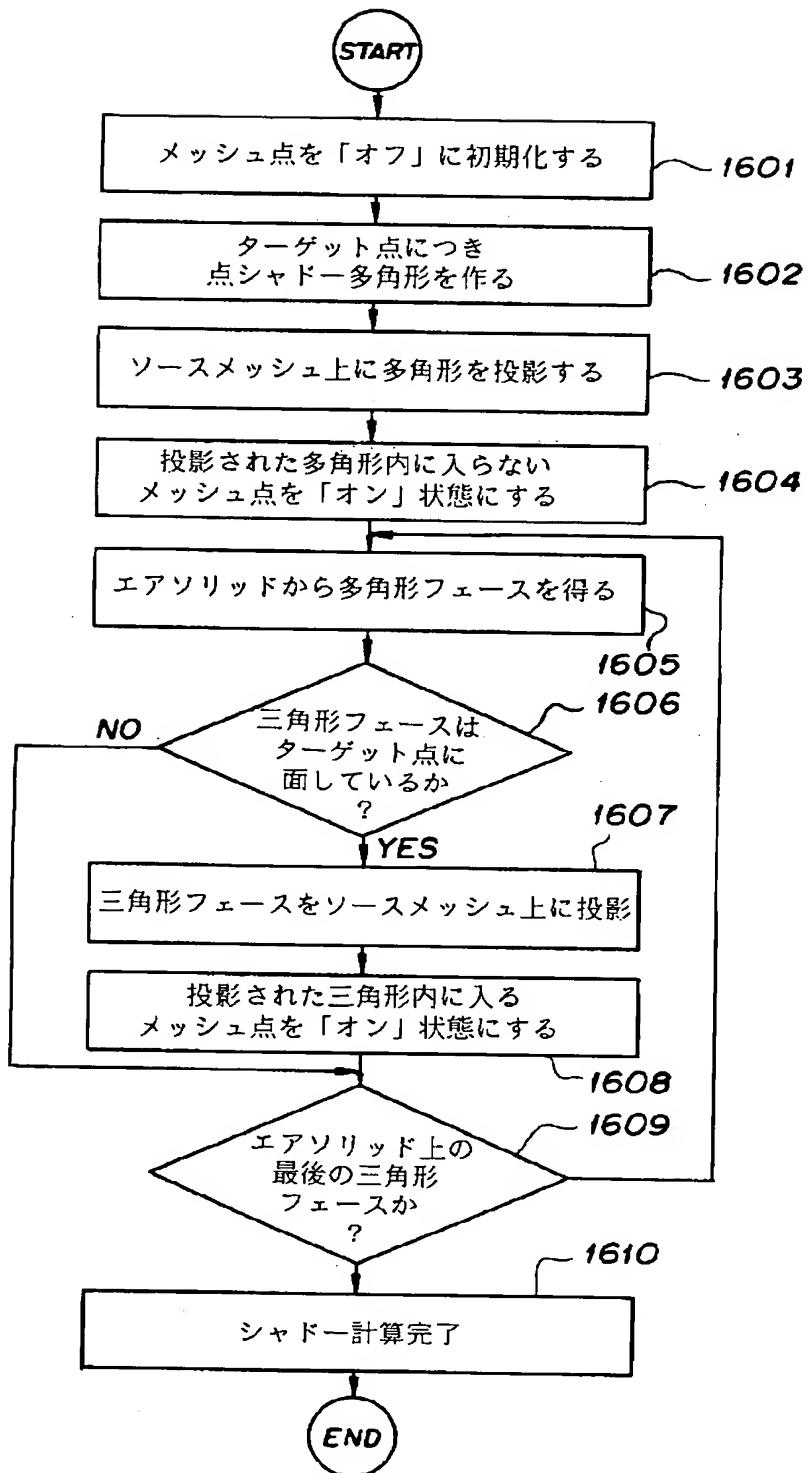 START
メッシュ点を「オフ」に初期化する
1601
ターゲット点につき
点シャドー多角形を作る
1602
ソースメッシュ上に多角形を投影する
1603
投影された多角形内に入らない
メッシュ点を「オン」状態にする
1604
エアソリッドから多角形フェースを得る
1605
1606
三角形フェースは
ターゲット点に
面しているか
?
NO
YES
1607
三角形フェースをソースメッシュ上に投影
投影された三角形内に入る
メッシュ点を「オン」状態にする
1608
1609
エアソリッド上の
最後の三角形
フェースか
?
1610
シャドー計算完了
END